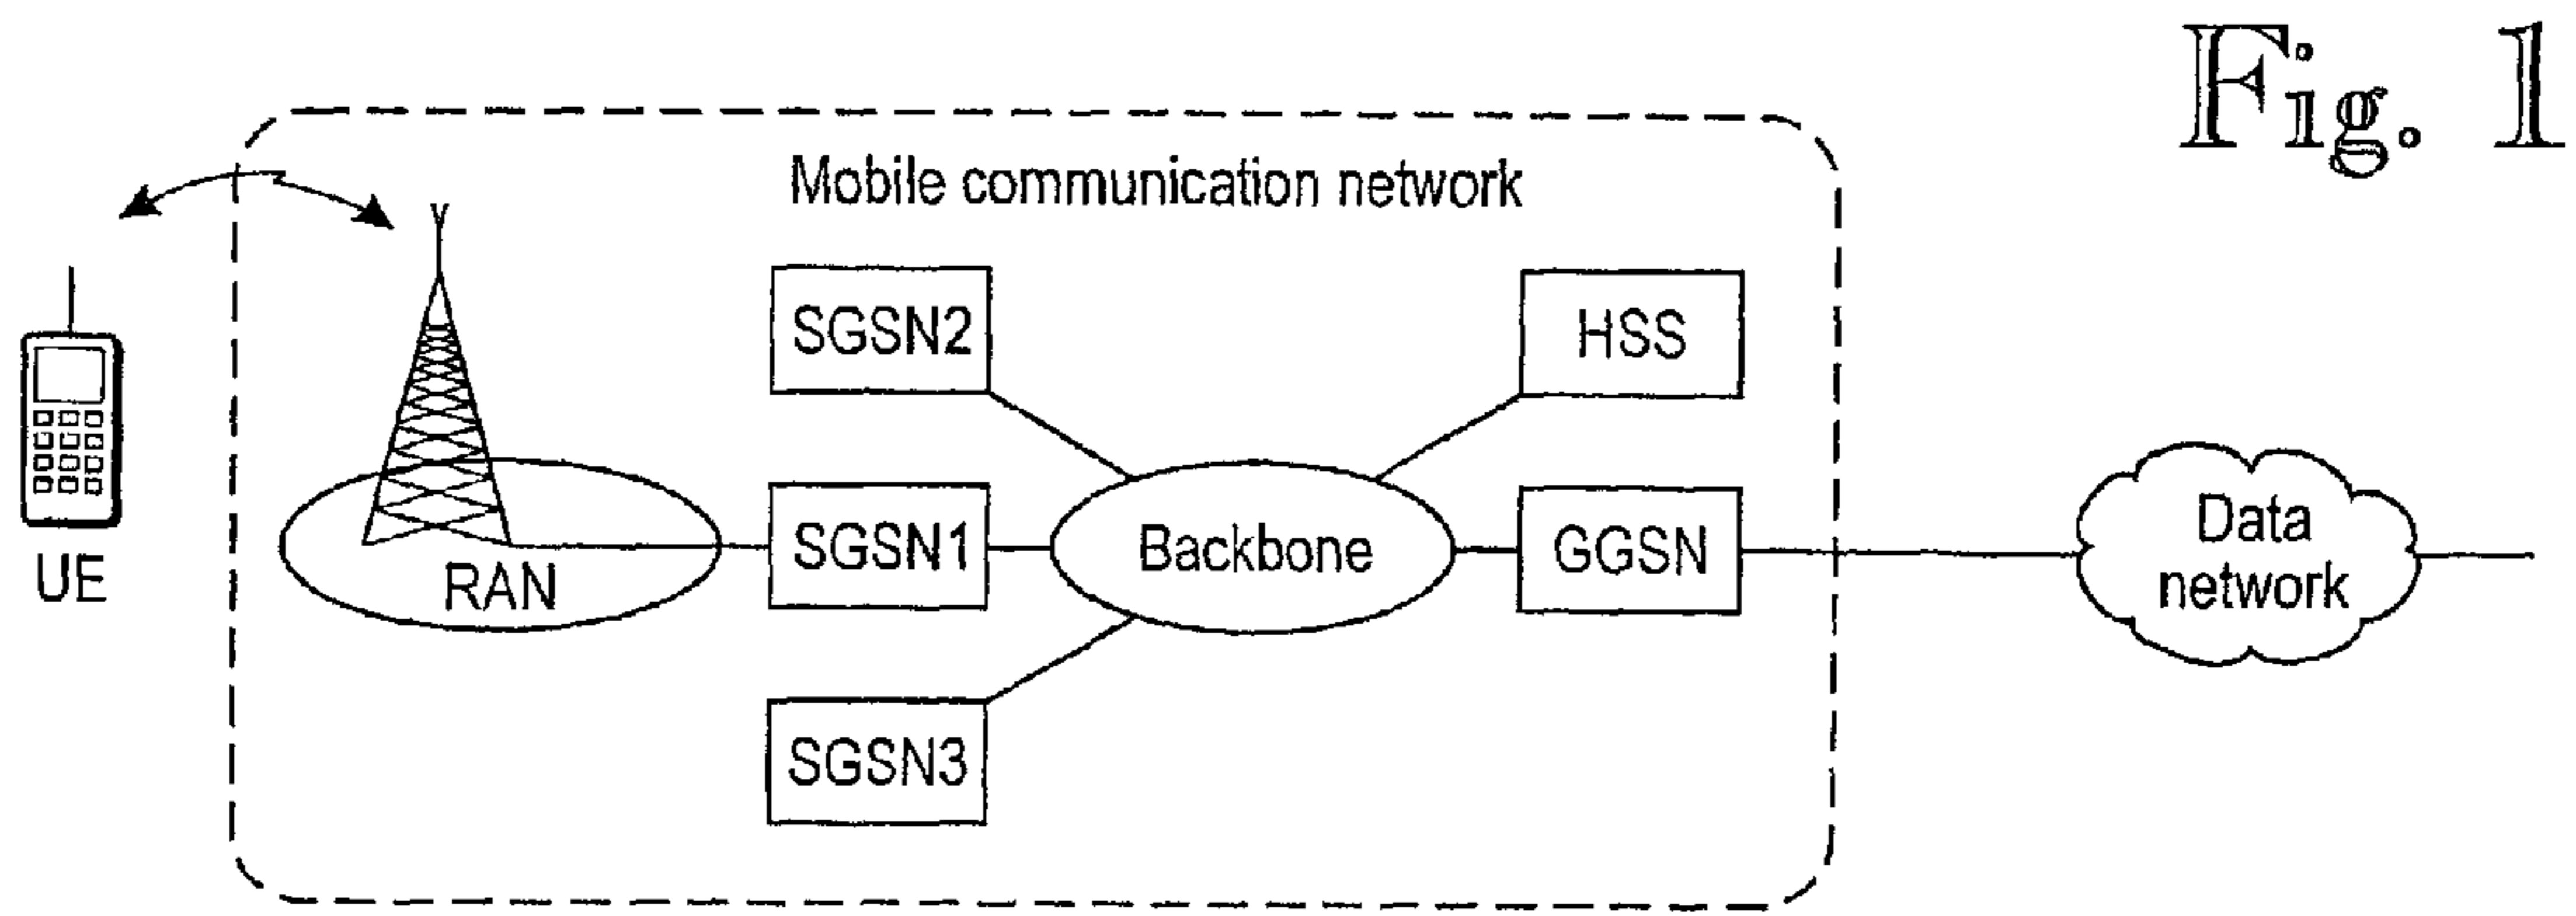 Fig. 1
Mobile communication network
SGSN2
HSS
UE
RAN
SGSN1
Backbone
GGSN
Data
network
SGSN3